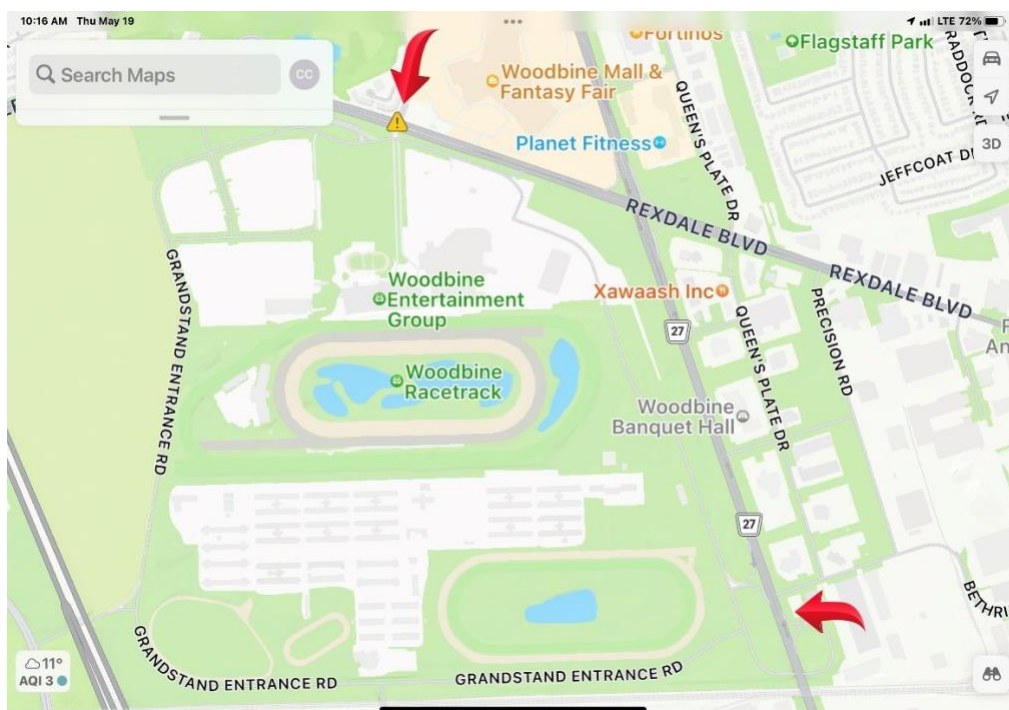 10:16 AM Thu May 19
LTE 72%
Search Maps
CC
Fortinos
Flagstaff Park
Woodbine Mall &
Fantasy Fair
Planet Fitness
QUEEN'S PLATE DR
JEFFCOAT
3D
REXDALE BLVD
REXDALE BLVD
GRANDSTAND ENTRANCE RD
Woodbine
Entertainment
Group
Xawaash Inc
27
QUEEN'S PLATE DR
PRECISION RD
Woodbine
Racetrack
Woodbine
Banquet Hall
27
GRANDSTAND ENTRANCE RD
GRANDSTAND ENTRANCE RD
11°
AQI 3